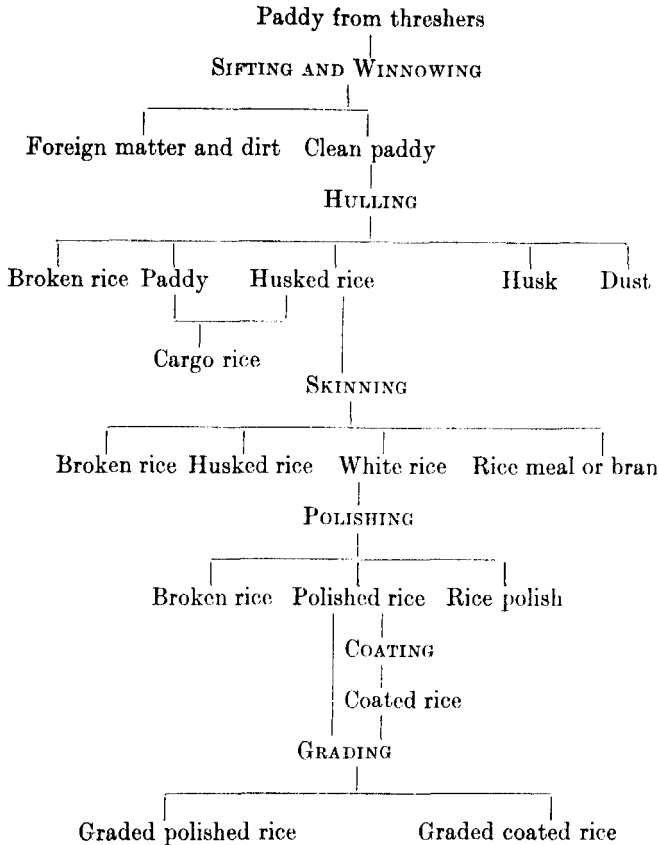 Paddy from threshers
SIFTING AND WINNOWING
Foreign matter and dirt Clean paddy
HULLING
Broken rice Paddy Husked rice Husk Dust
Cargo rice
SKINNING
Broken rice Husked rice White rice Rice meal or bran
POLISHING
Broken rice Polished rice Rice polish
COATING
Coated rice
GRADING
Graded polished rice Graded coated rice